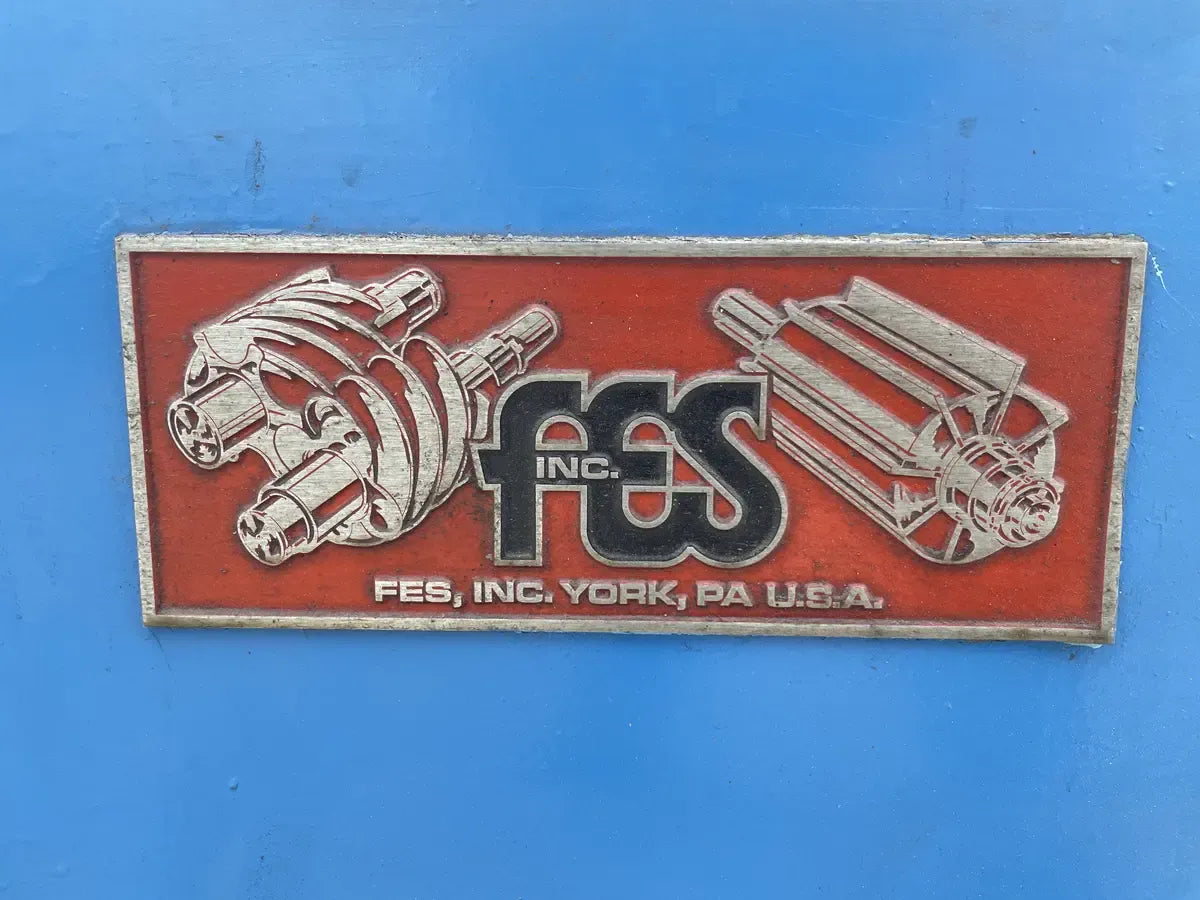 FES
INC.
FES, INC. YORK, PA U.S.A.